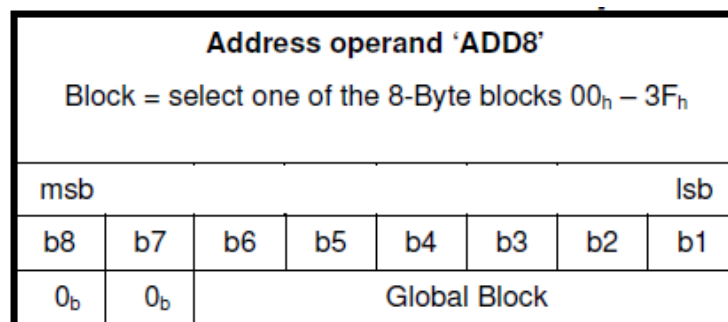 Address operand ‘ADD8’
Block = select one of the 8-Byte blocks 00h – 3Fh
msb lsb
b8 b7 b6 b5 b4 b3 b2 b1
0b 0b Global Block